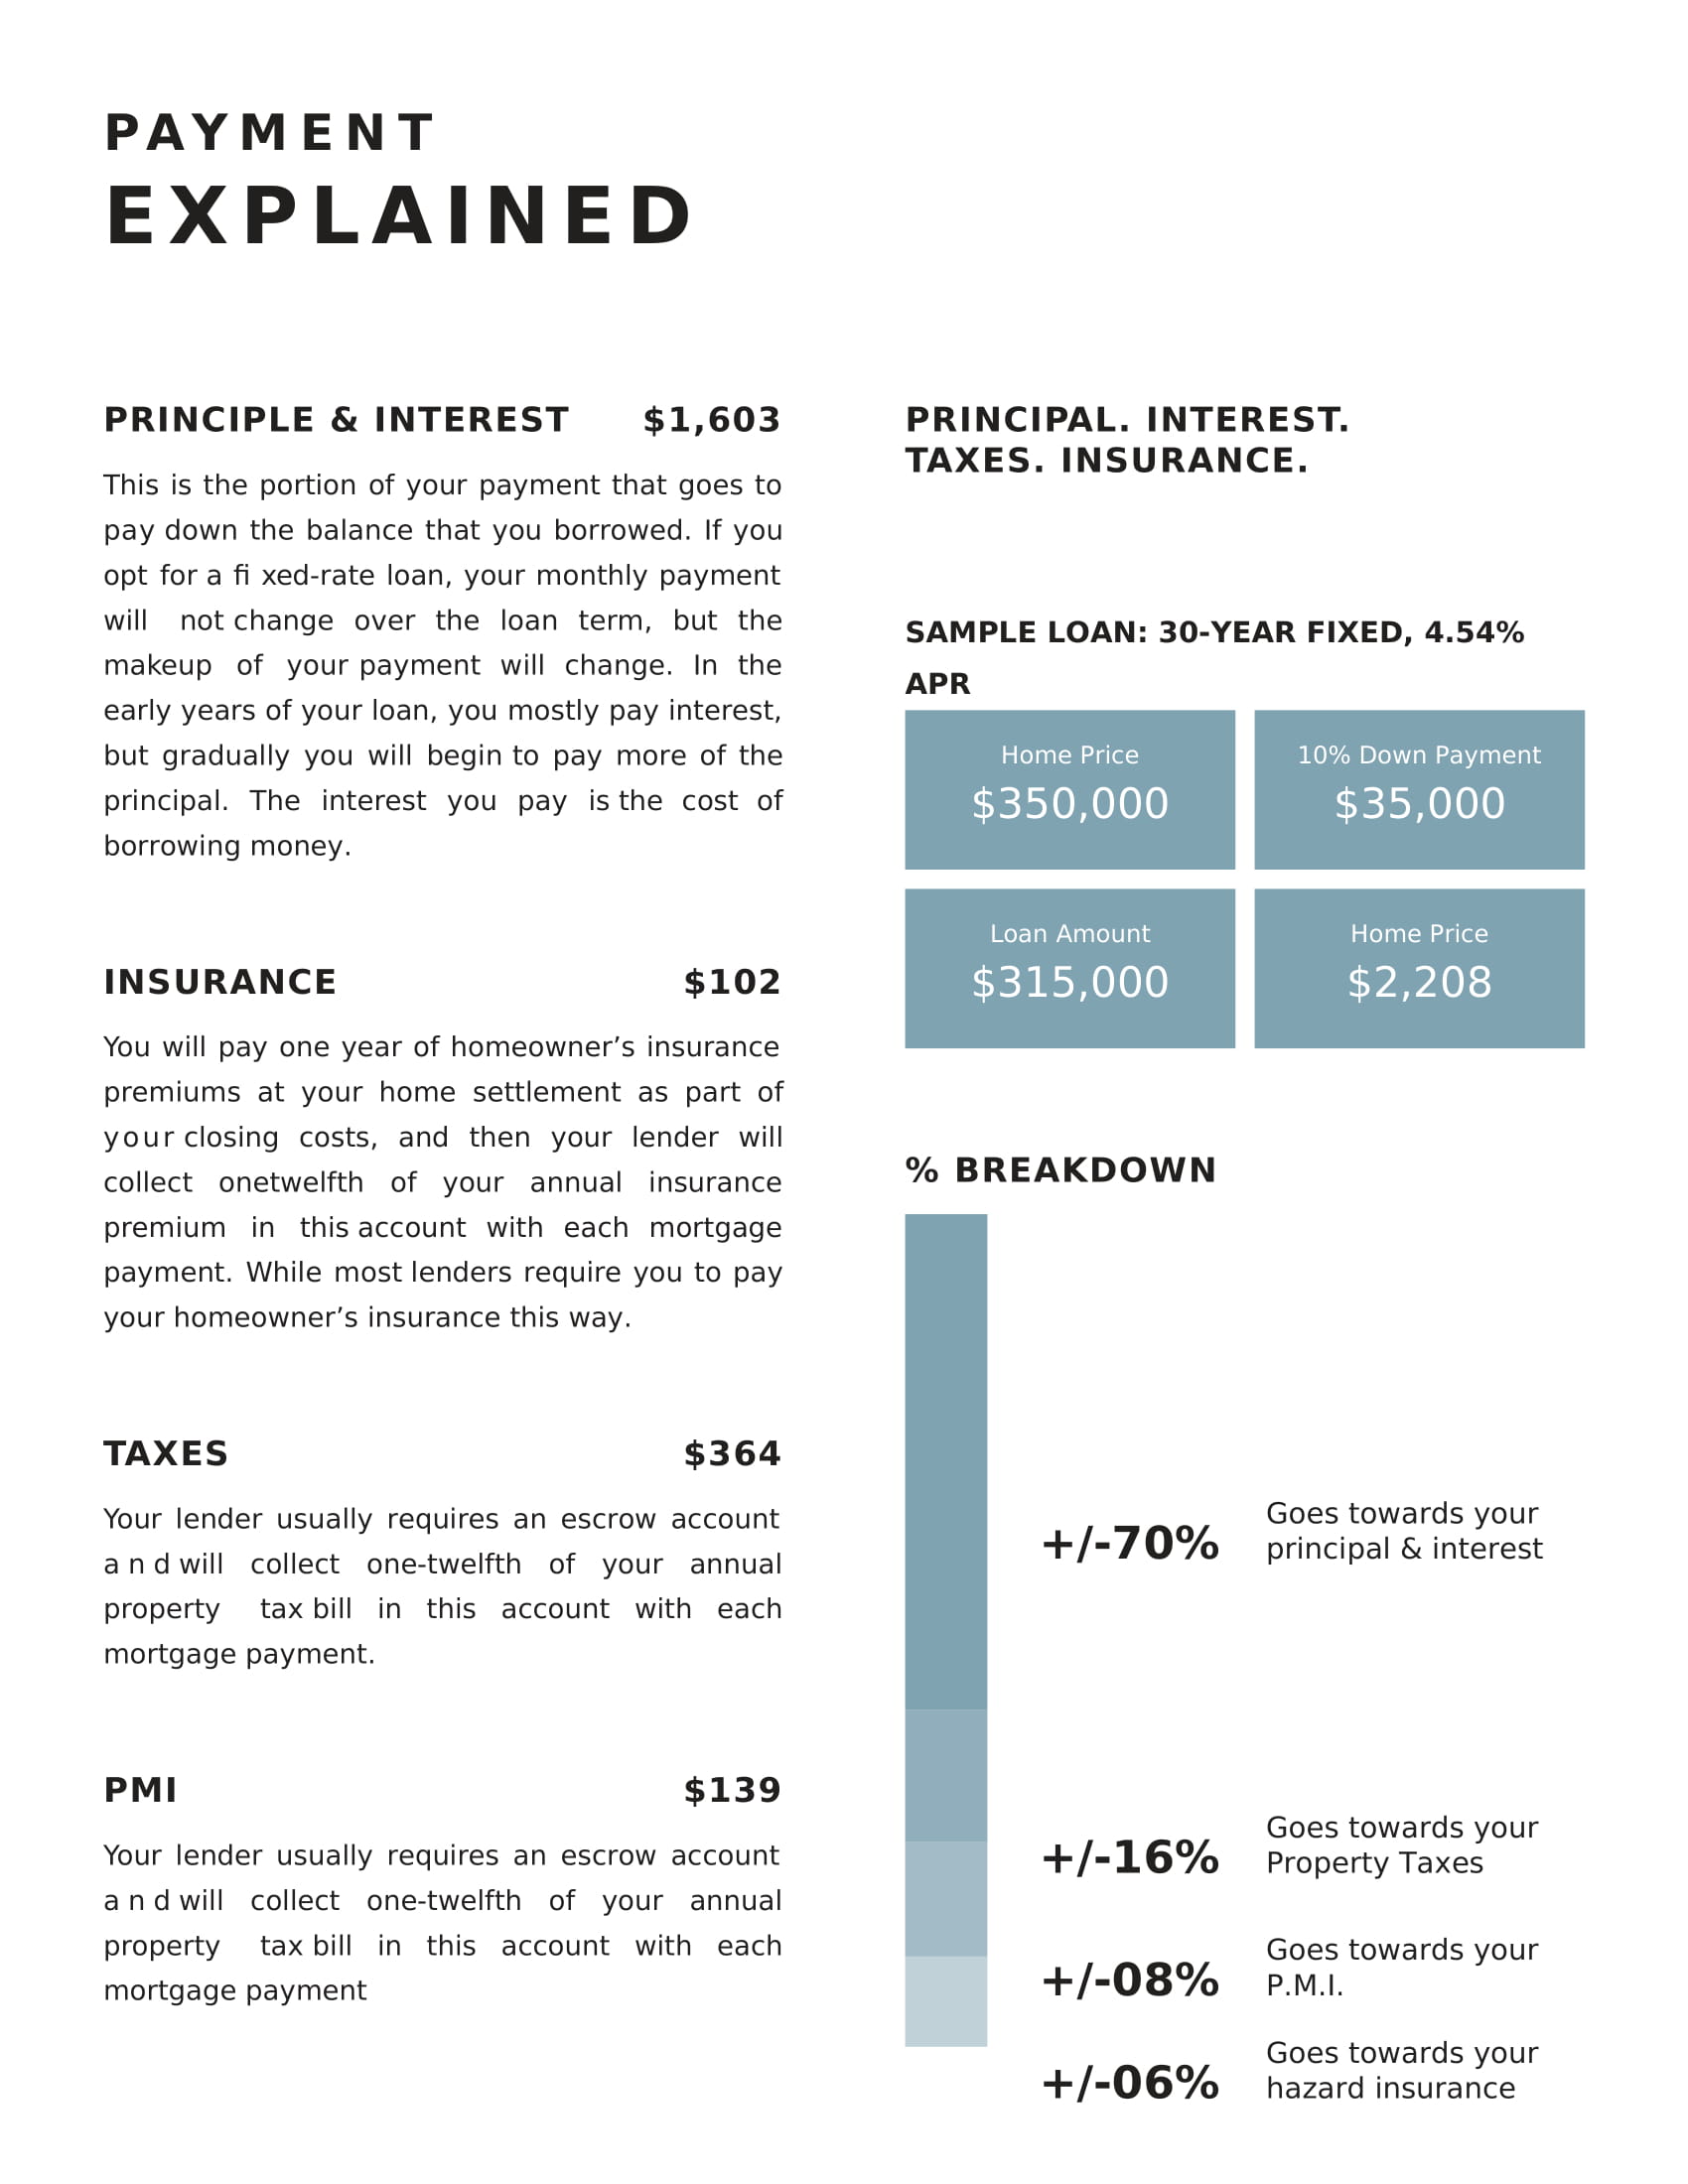 PAYMENT
EXPLAINED
PRINCIPLE & INTEREST $1,603
This is the portion of your payment that goes to
pay down the balance that you borrowed. If you
opt for a fi xed-rate loan, your monthly payment
will not change over the loan term, but the
makeup of your payment will change. In the
early years of your loan, you mostly pay interest,
but gradually you will begin to pay more of the
principal. The interest you pay is the cost of
borrowing money.
INSURANCE $102
You will pay one year of homeowner’s insurance
premiums at your home settlement as part of
your closing costs, and then your lender will
collect onetwelfth of your annual insurance
premium in this account with each mortgage
payment. While most lenders require you to pay
your homeowner’s insurance this way.
TAXES $364
Your lender usually requires an escrow account
and will collect one-twelfth of your annual
property tax bill in this account with each
mortgage payment.
PMI $139
Your lender usually requires an escrow account
and will collect one-twelfth of your annual
property tax bill in this account with each
mortgage payment
PRINCIPAL. INTEREST.
TAXES. INSURANCE.
SAMPLE LOAN: 30-YEAR FIXED, 4.54%
APR
Home Price
$350,000
10% Down Payment
$35,000
Loan Amount
$315,000
Home Price
$2,208
% BREAKDOWN
+/-70%
Goes towards your
principal & interest
+/-16%
Goes towards your
Property Taxes
+/-08%
Goes towards your
P.M.I.
+/-06%
Goes towards your
hazard insurance